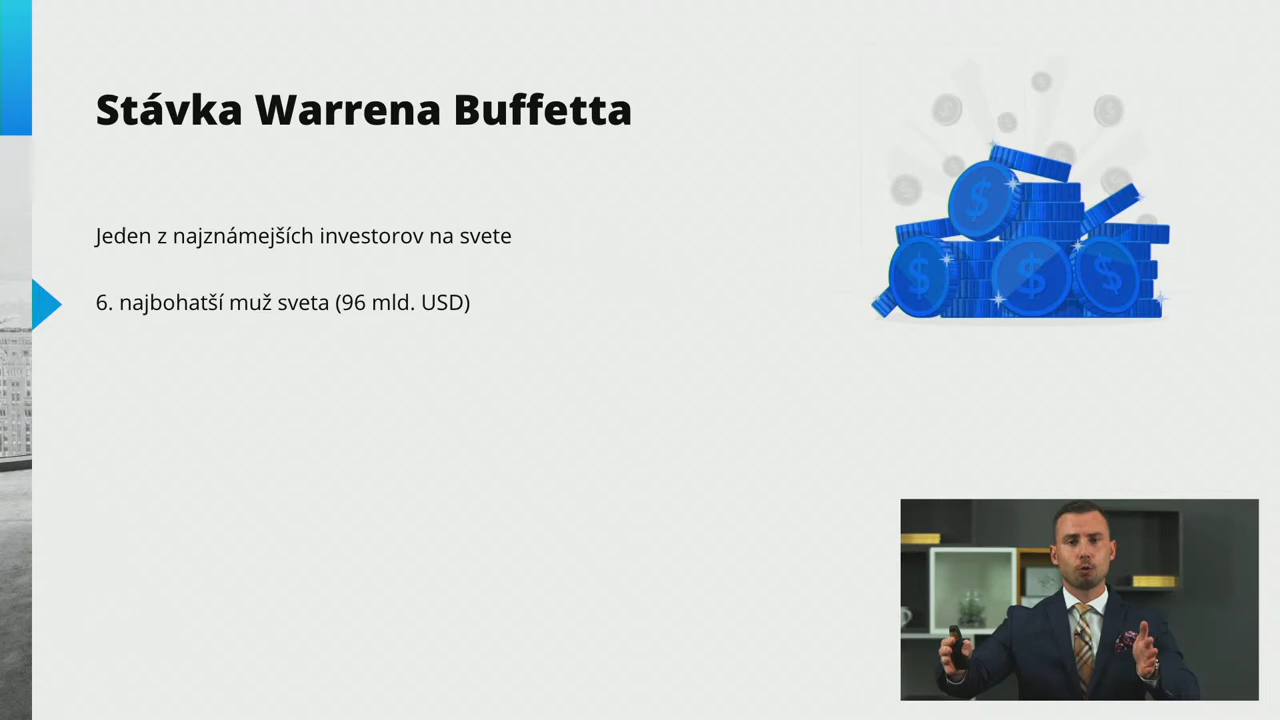 Stávka Warrena Buffetta
Jeden z najznámejších investorov na svete
6. najbohatší muž sveta (96 mld. USD)